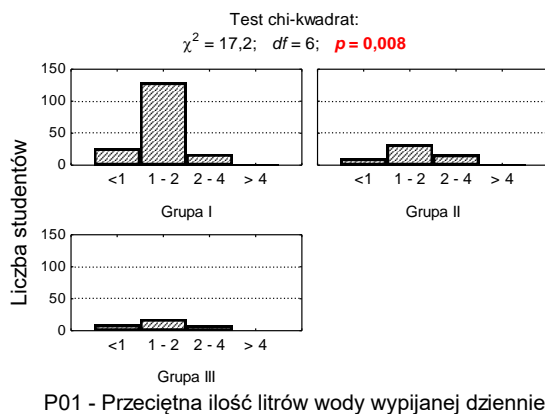 Test chi-kwadrat:
χ² = 17,2; df = 6; p = 0,008
Liczba studentów
150
100
50
0
<1 1 - 2 2 - 4 > 4
Grupa I
<1 1 - 2 2 - 4 > 4
Grupa II
150
100
50
0
<1 1 - 2 2 - 4 > 4
Grupa III
P01 - Przeciętna ilość litrów wody wypijanej dziennie